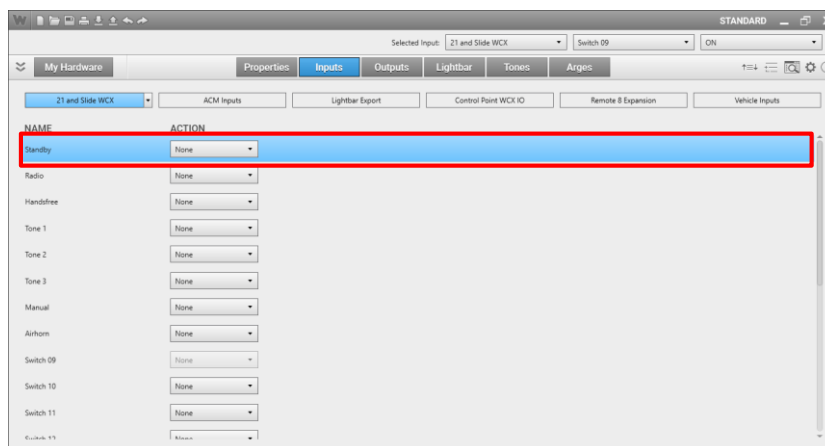 W STANDARD
Selected Input: 21 and Slide WCX Switch 09 ON
My Hardware Properties Inputs Outputs Lightbar Tones Arges
21 and Slide WCX ACM Inputs Lightbar Export Control Point WCX IO Remote 8 Expansion Vehicle Inputs
NAME ACTION
Standby None
Radio None
Handsfree None
Tone 1 None
Tone 2 None
Tone 3 None
Manual None
Airhorn None
Switch 09 None
Switch 10 None
Switch 11 None
Switch 12 None